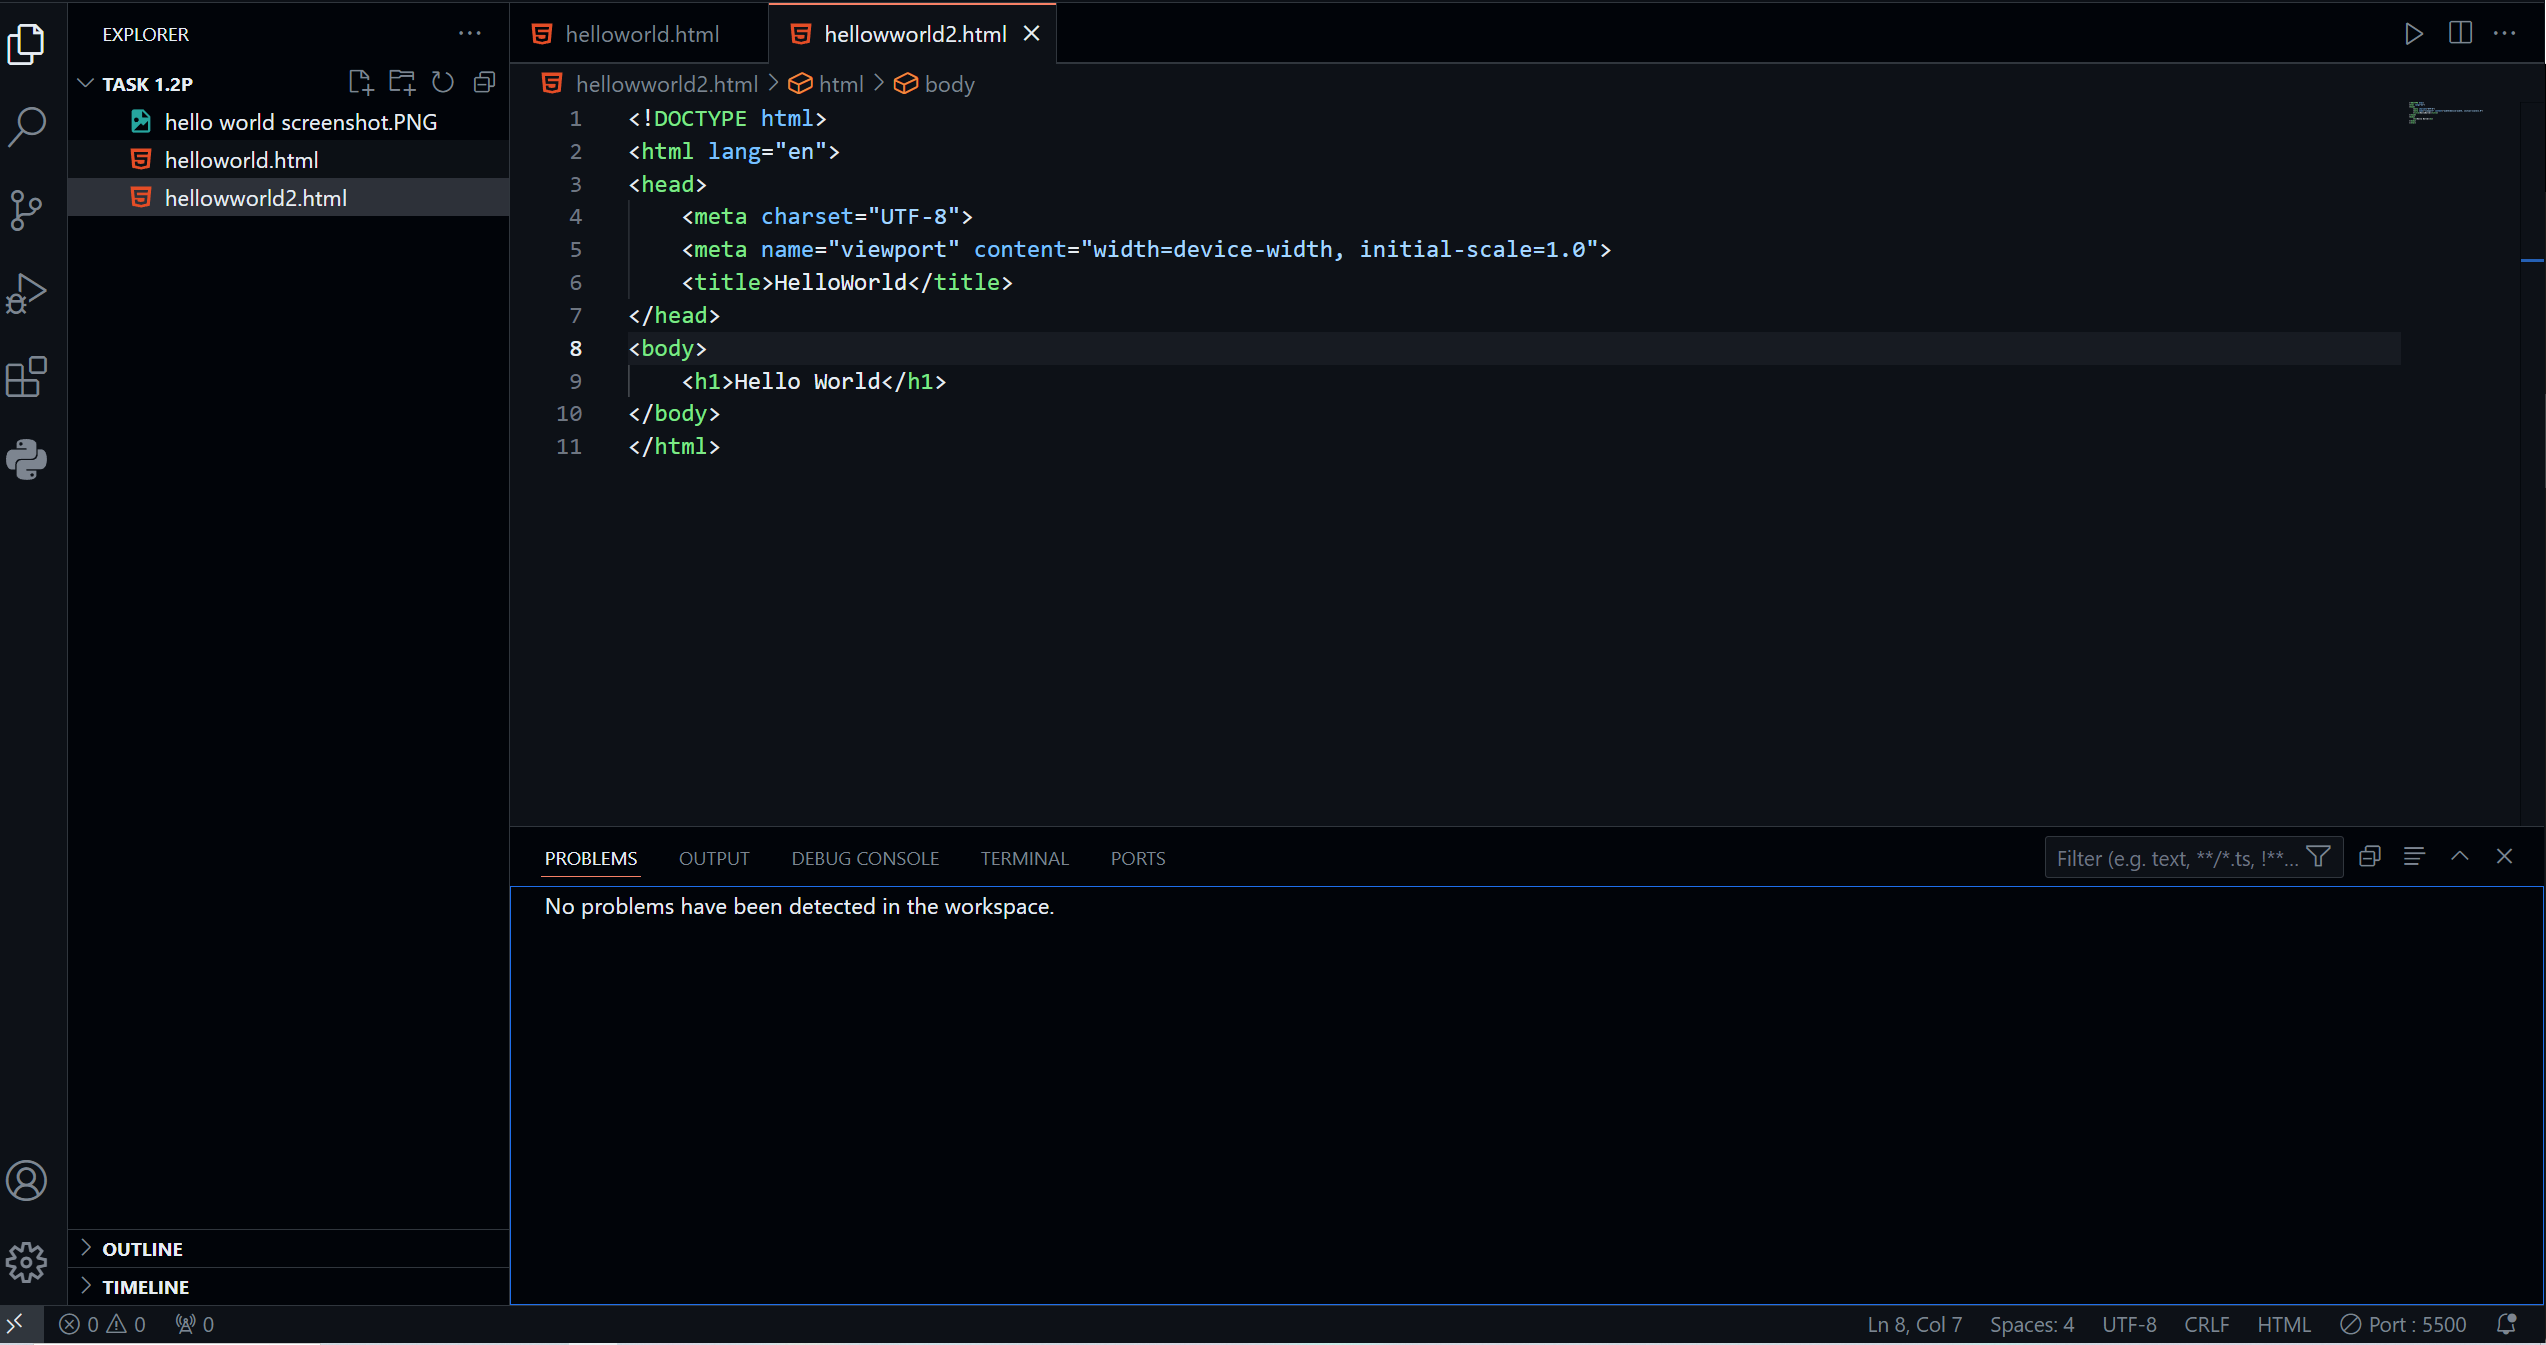 EXPLORER
TASK 1.2P
hello world screenshot.PNG
helloworld.html
hellowworld2.html
OUTLINE
TIMELINE
helloworld.html
hellowworld2.html
hellowworld2.html > html > body
1 <!DOCTYPE html>
2 <html lang="en">
3 <head>
4 <meta charset="UTF-8">
5 <meta name="viewport" content="width=device-width, initial-scale=1.0">
6 <title>HelloWorld</title>
7 </head>
8 <body>
9 <h1>Hello World</h1>
10 </body>
11 </html>
PROBLEMS OUTPUT DEBUG CONSOLE TERMINAL PORTS Filter (e.g. text, **/*.ts, !**...
No problems have been detected in the workspace.
0 0 0 Ln 8, Col 7 Spaces: 4 UTF-8 CRLF HTML Port : 5500